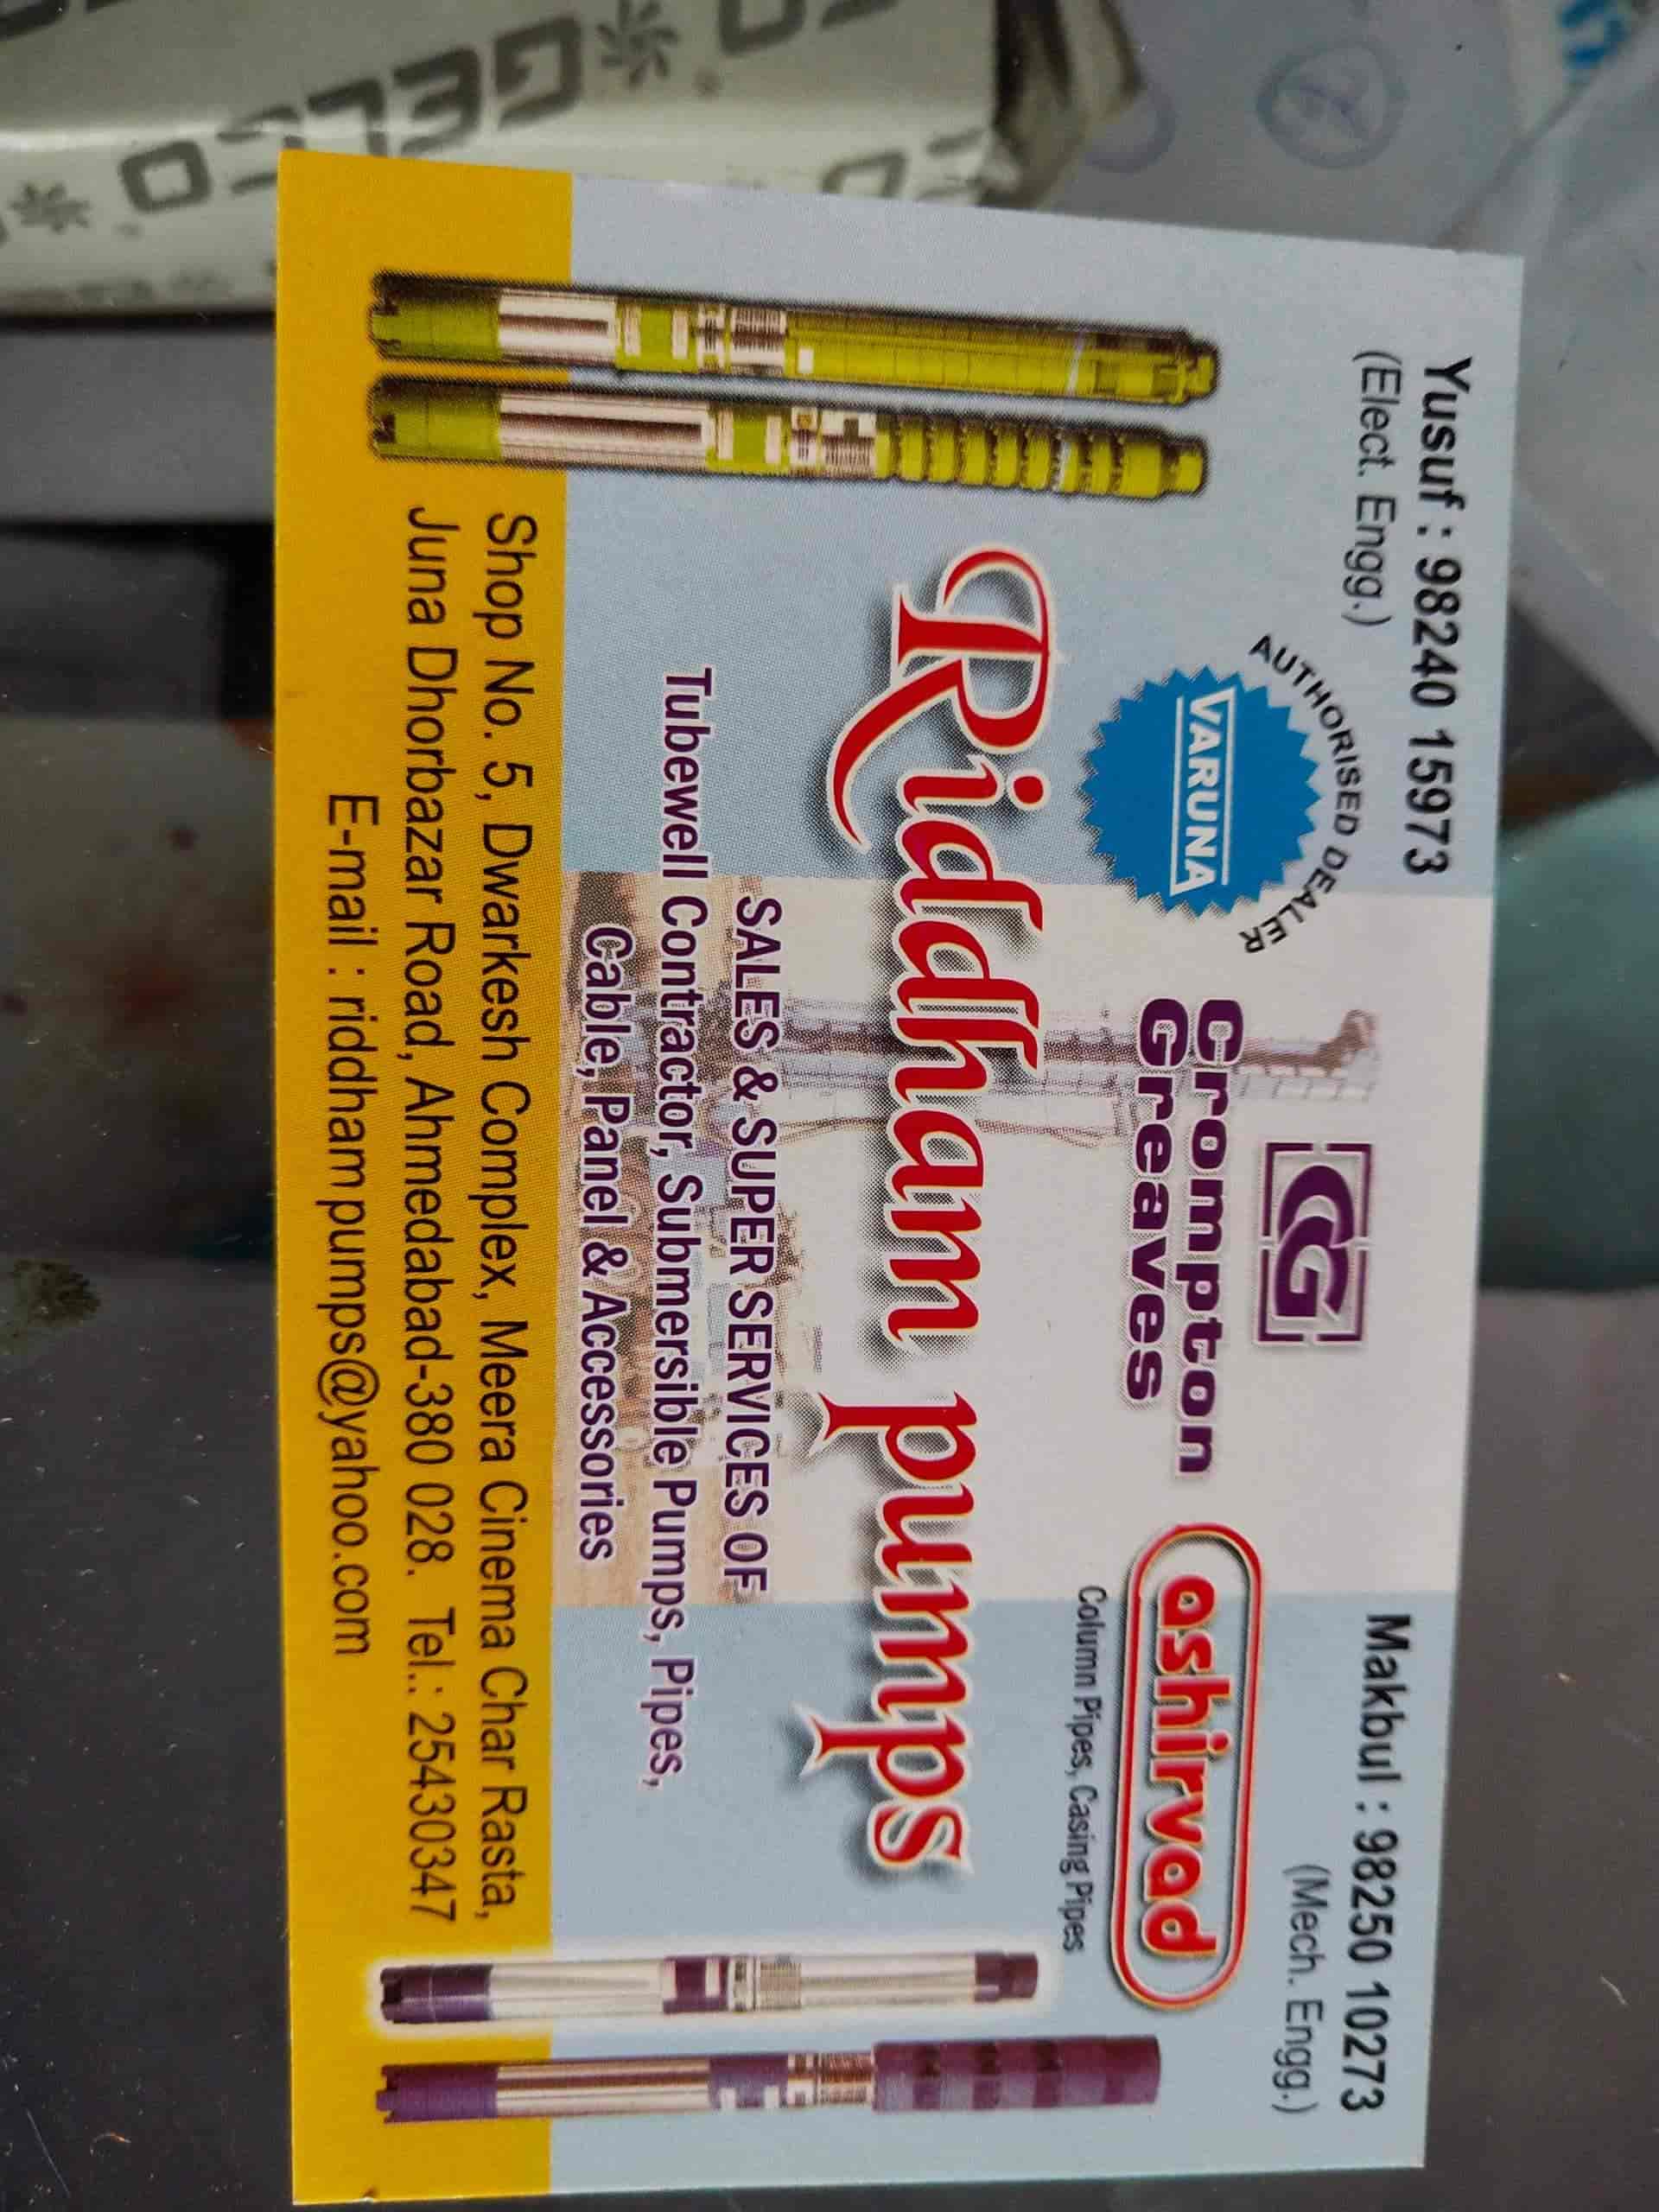 Yusuf : 98240 15973
(Elect. Engg.)
Makbul : 98250 10273
(Mech. Engg.)
AUTHORISED DEALER
VARUNA
CG
Crompton
Greaves
ashirvad
Column Pipes, Casing Pipes
Riddham pumps
SALES & SUPER SERVICES OF
Tubewell Contractor, Submersible Pumps, Pipes,
Cable, Panel & Accessories
Shop No. 5, Dwarkesh Complex, Meera Cinema Char Rasta,
Juna Dhorbazar Road, Ahmedabad-380 028. Tel.: 25430347
E-mail : riddhampumps@yahoo.com
GELCO